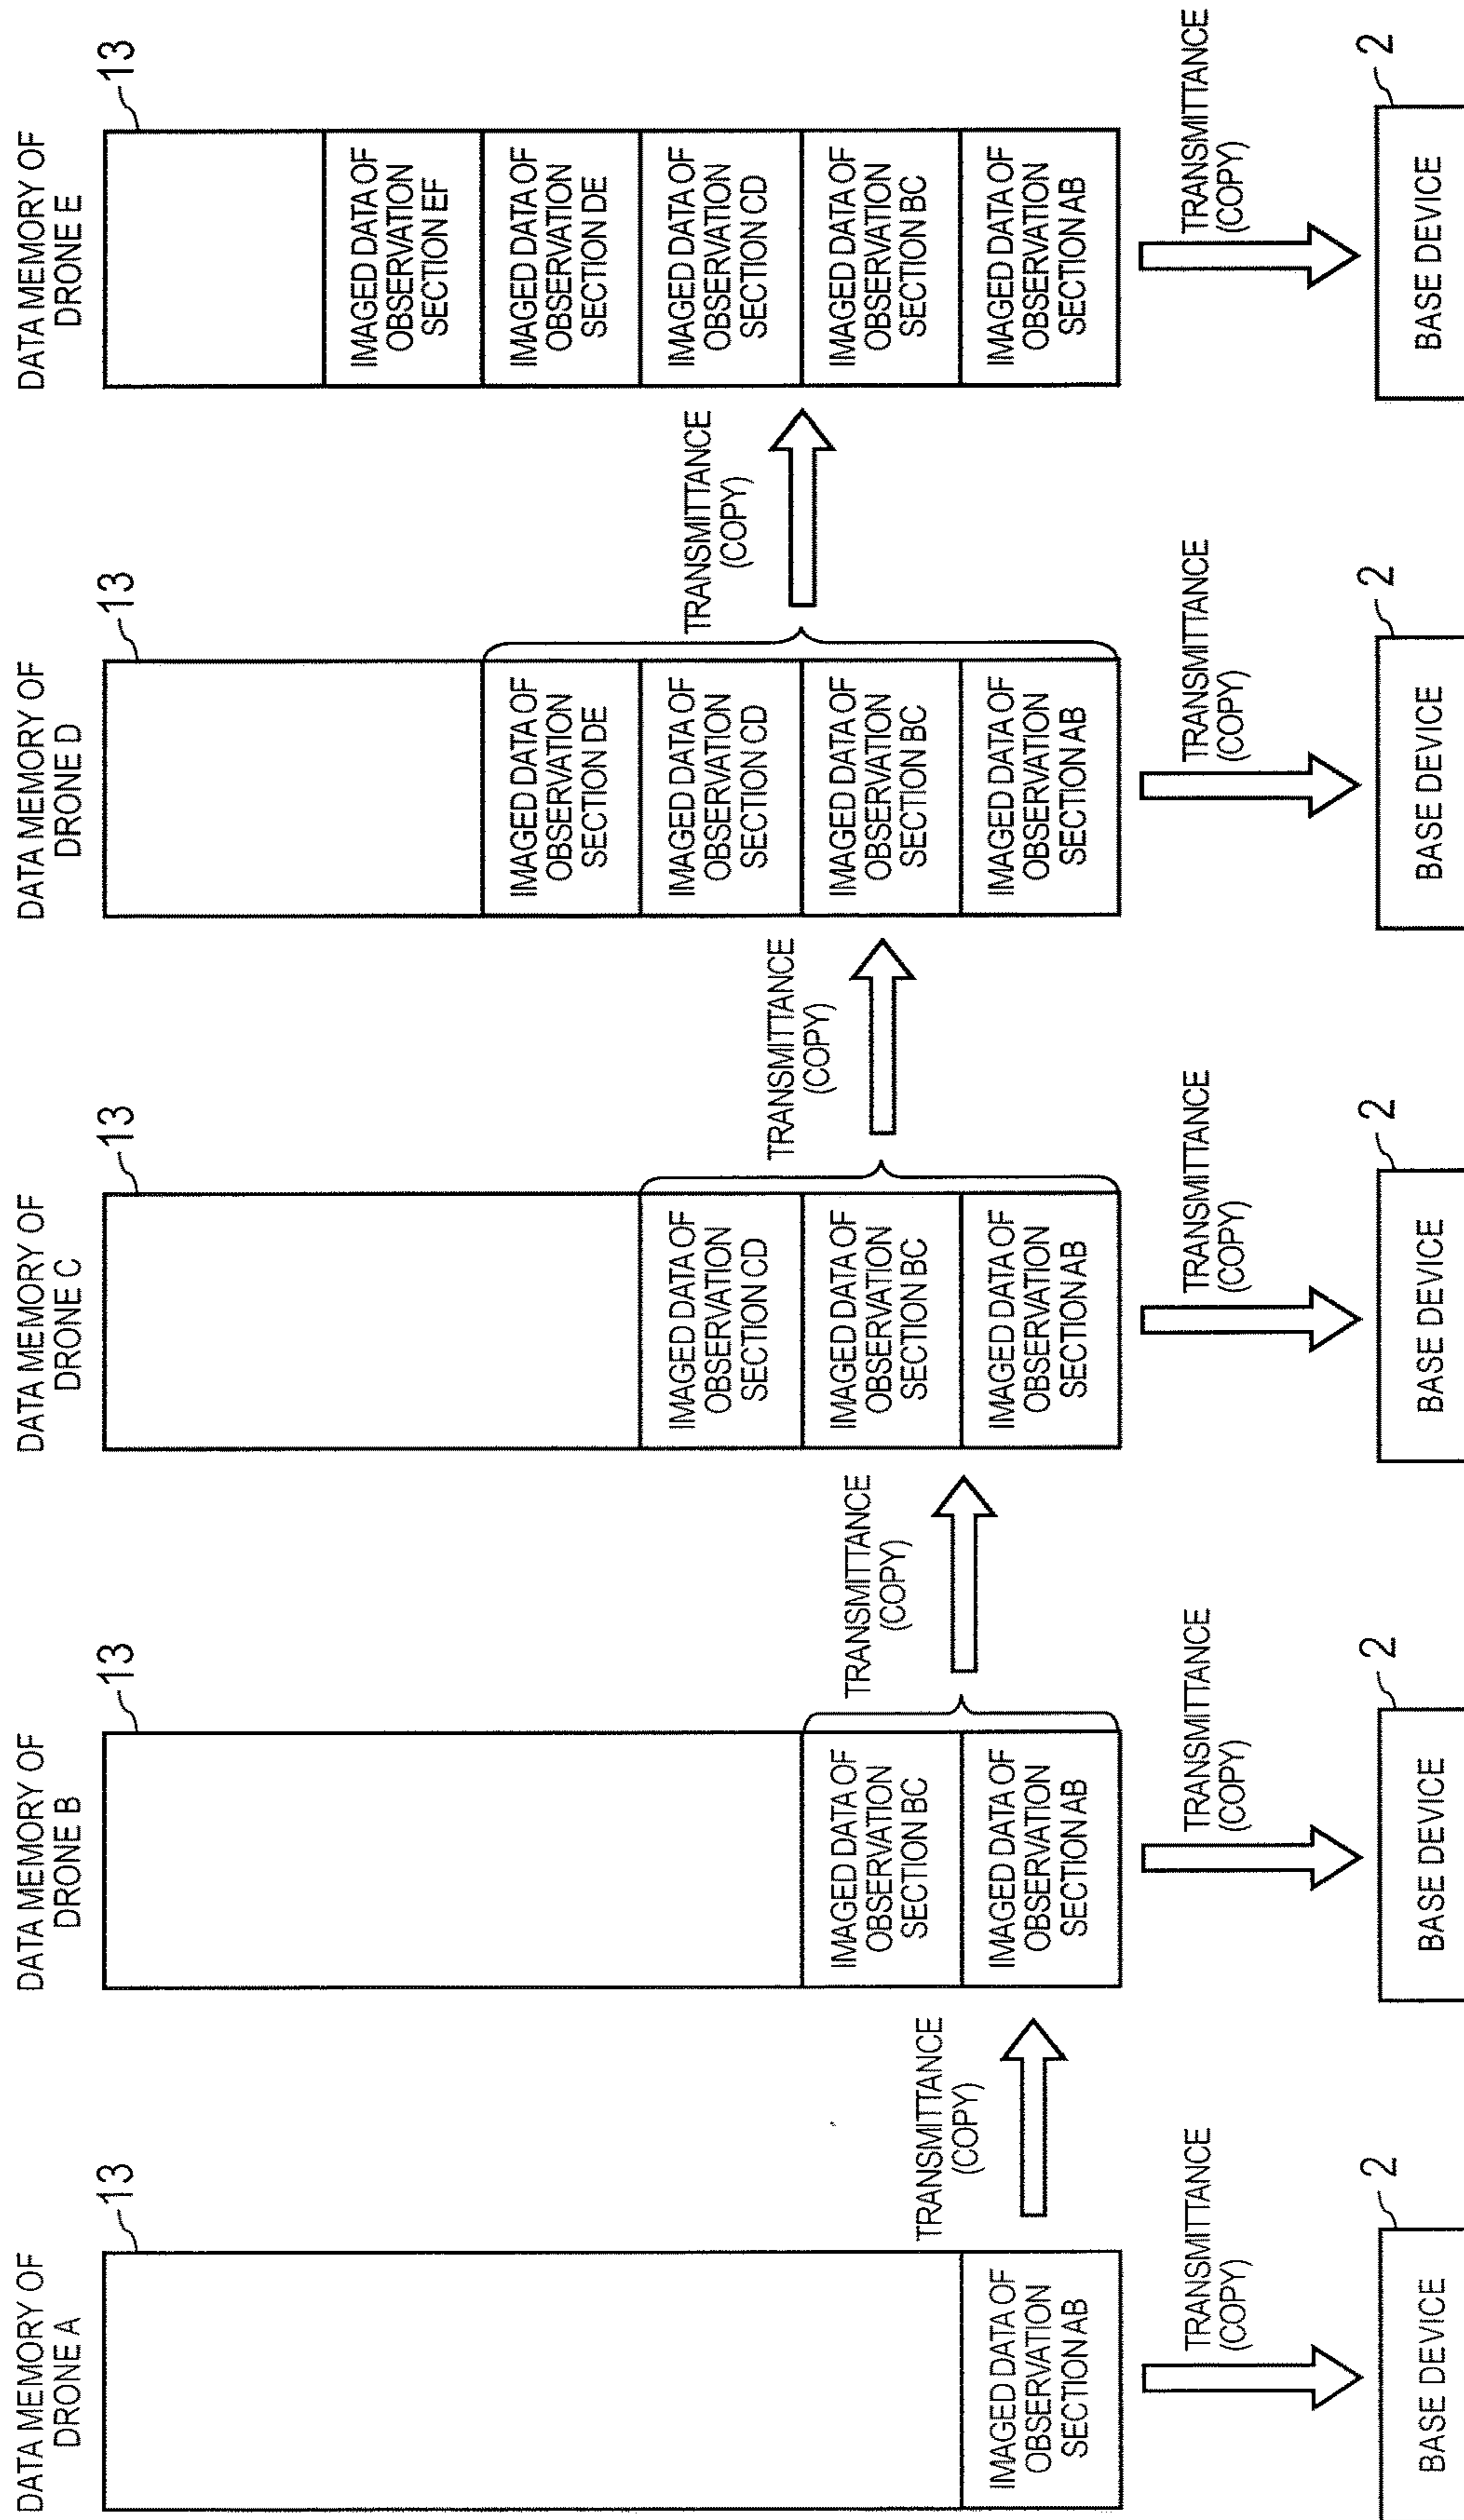 DATA MEMORY OF
DRONE A
13
IMAGED DATA OF
OBSERVATION
SECTION AB
TRANSMITTANCE
(COPY)
TRANSMITTANCE
(COPY)
2
BASE DEVICE
DATA MEMORY OF
DRONE B
13
IMAGED DATA OF
OBSERVATION
SECTION BC
IMAGED DATA OF
OBSERVATION
SECTION AB
TRANSMITTANCE
(COPY)
TRANSMITTANCE
(COPY)
2
BASE DEVICE
DATA MEMORY OF
DRONE C
13
IMAGED DATA OF
OBSERVATION
SECTION CD
IMAGED DATA OF
OBSERVATION
SECTION BC
IMAGED DATA OF
OBSERVATION
SECTION AB
TRANSMITTANCE
(COPY)
TRANSMITTANCE
(COPY)
2
BASE DEVICE
DATA MEMORY OF
DRONE D
13
IMAGED DATA OF
OBSERVATION
SECTION DE
IMAGED DATA OF
OBSERVATION
SECTION CD
IMAGED DATA OF
OBSERVATION
SECTION BC
IMAGED DATA OF
OBSERVATION
SECTION AB
TRANSMITTANCE
(COPY)
TRANSMITTANCE
(COPY)
2
BASE DEVICE
DATA MEMORY OF
DRONE E
13
IMAGED DATA OF
OBSERVATION
SECTION EF
IMAGED DATA OF
OBSERVATION
SECTION DE
IMAGED DATA OF
OBSERVATION
SECTION CD
IMAGED DATA OF
OBSERVATION
SECTION BC
IMAGED DATA OF
OBSERVATION
SECTION AB
TRANSMITTANCE
(COPY)
2
BASE DEVICE